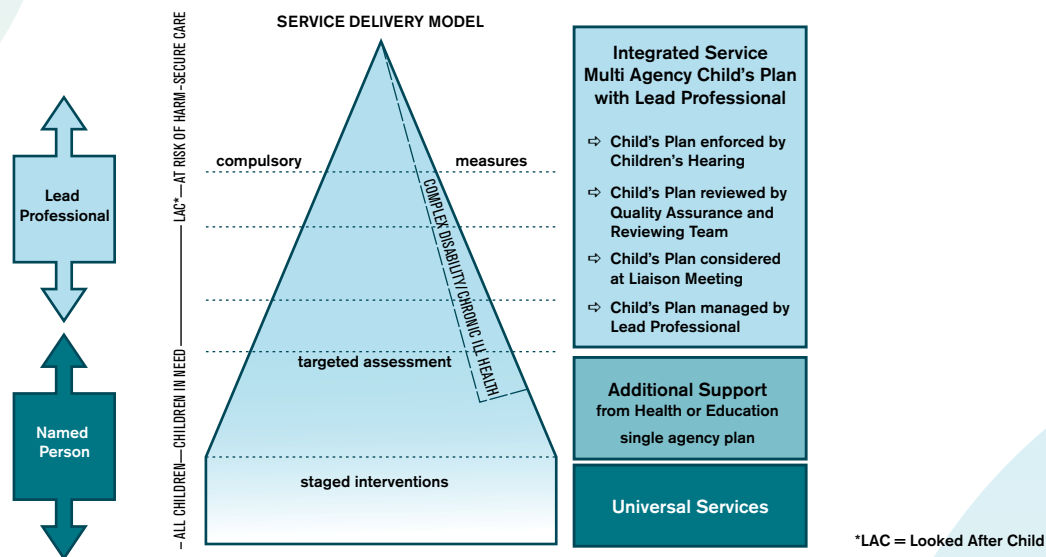 SERVICE DELIVERY MODEL
Lead
Professional
Named
Person
– ALL CHILDREN — CHILDREN IN NEED — LAC* — AT RISK OF HARM – SECURE CARE
compulsory
measures
COMPLEX DISABILITY/CHRONIC ILL HEALTH
targeted assessment
staged interventions
Integrated Service
Multi Agency Child's Plan
with Lead Professional
⇨ Child's Plan enforced by
Children's Hearing
⇨ Child's Plan reviewed by
Quality Assurance and
Reviewing Team
⇨ Child's Plan considered
at Liaison Meeting
⇨ Child's Plan managed by
Lead Professional
Additional Support
from Health or Education
single agency plan
Universal Services
*LAC = Looked After Child